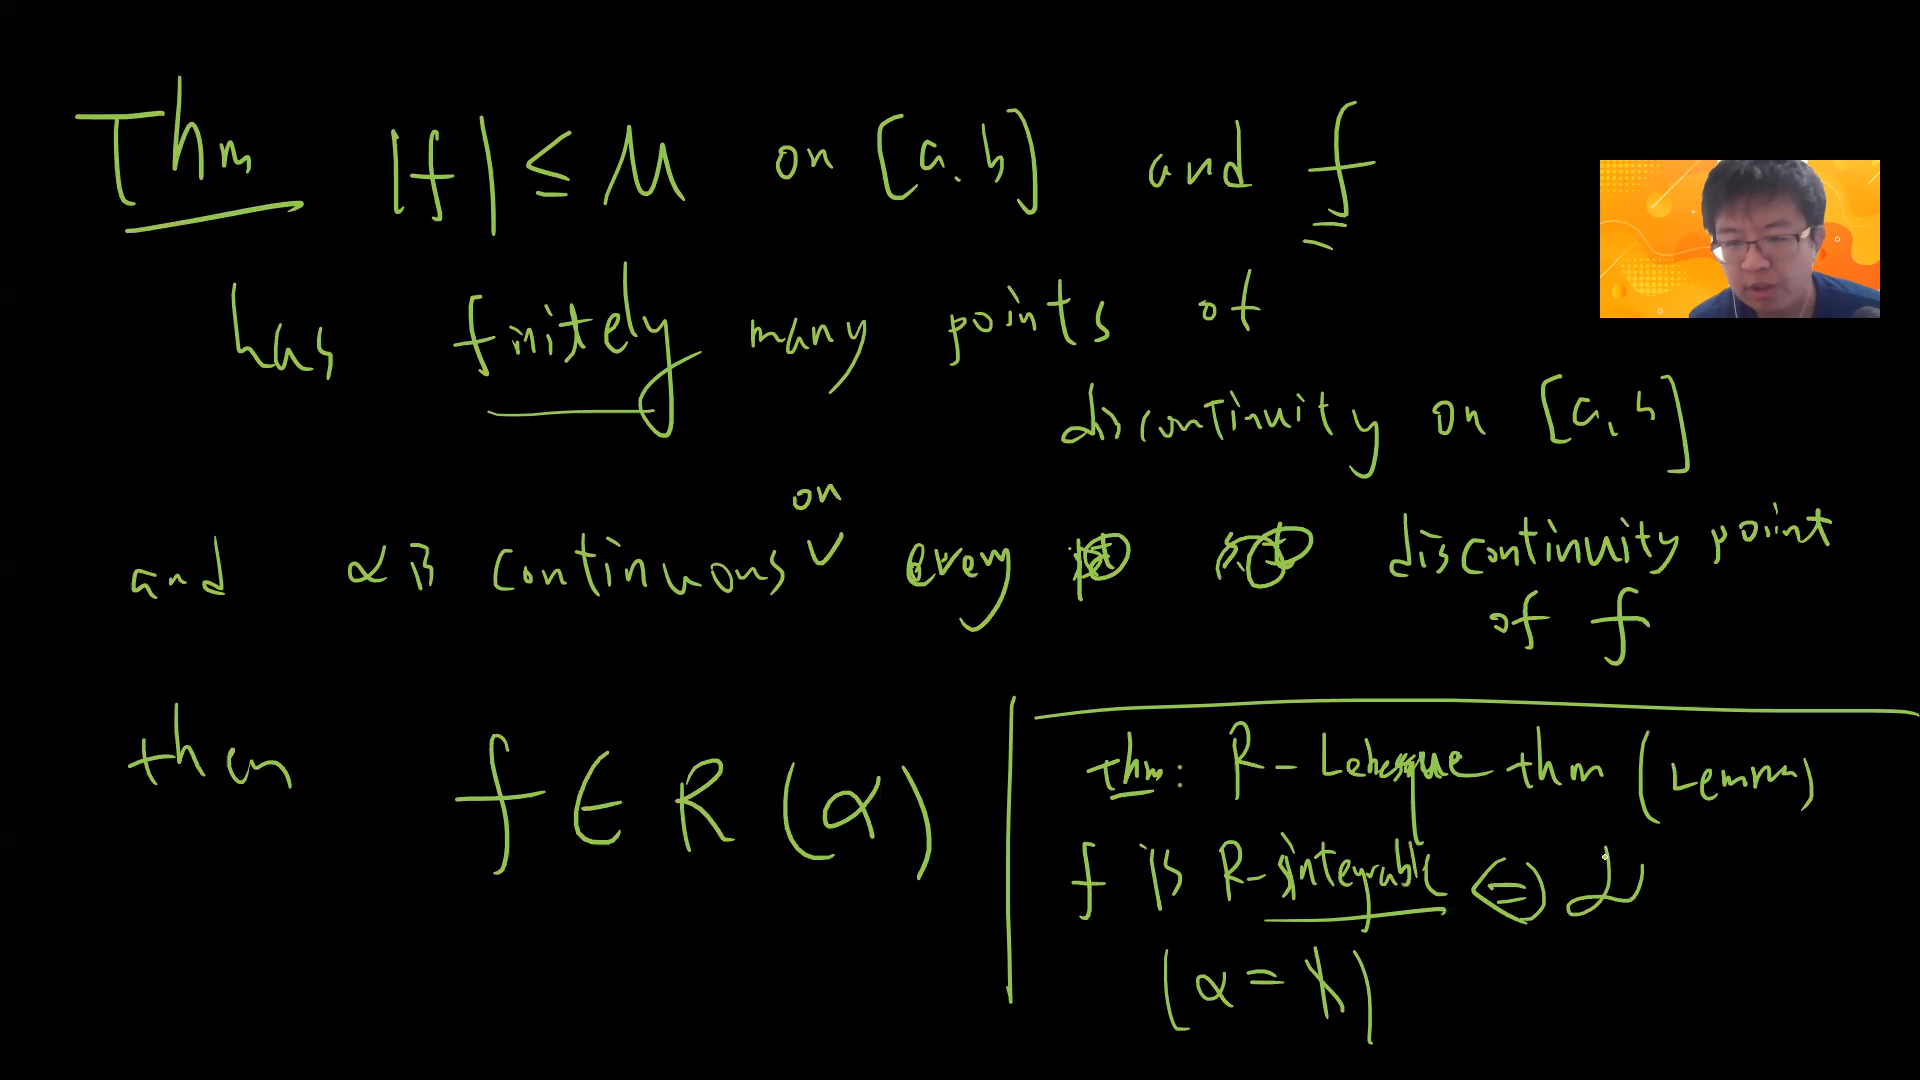 Thm |f| ≤ M on [a, b] and f
has finitely many points of
discontinuity on [a, b]
on
and α is continuous ✓ every discontinuity point
of f
then f ∈ R (α)
thm: R - Lebesgue thm (Lemma)
f is R-integrable ⇔
(α = x)